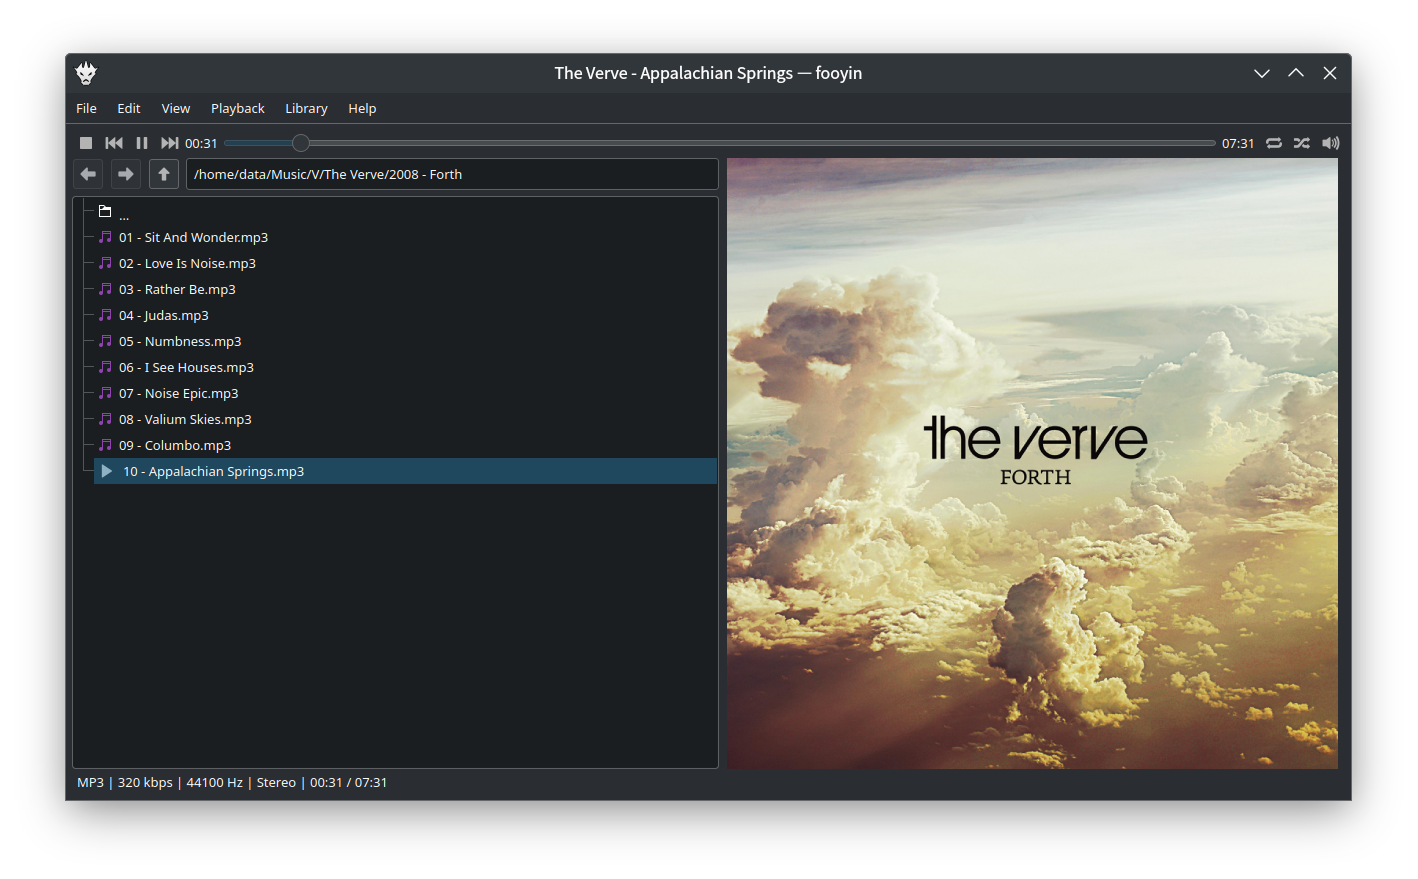 The Verve - Appalachian Springs — fooyin
File Edit View Playback Library Help
00:31 07:31
/home/data/Music/V/The Verve/2008 - Forth
...
01 - Sit And Wonder.mp3
02 - Love Is Noise.mp3
03 - Rather Be.mp3
04 - Judas.mp3
05 - Numbness.mp3
06 - I See Houses.mp3
07 - Noise Epic.mp3
08 - Valium Skies.mp3
09 - Columbo.mp3
10 - Appalachian Springs.mp3
the verve
FORTH
MP3 | 320 kbps | 44100 Hz | Stereo | 00:31 / 07:31